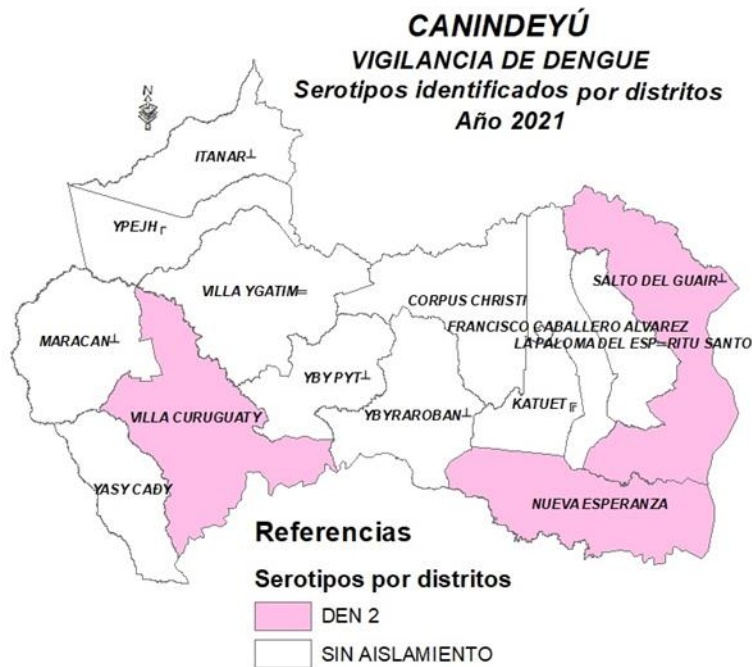 CANINDEYÚ
VIGILANCIA DE DENGUE
Serotipos identificados por distritos
Año 2021
N
ITANAR┴
YPEJH┌
VILLA YGATIM═
SALTO DEL GUAIR┴
CORPUS CHRISTI
FRANCISCO CABALLERO ALVAREZ
MARACAN┴
LA PALOMA DEL ESP═RITU SANTO
YBY PYT┴
KATUET╔
VILLA CURUGUATY
YBYRAROBAN┴
YASY CAÐY
NUEVA ESPERANZA
Referencias
Serotipos por distritos
DEN 2
SIN AISLAMIENTO